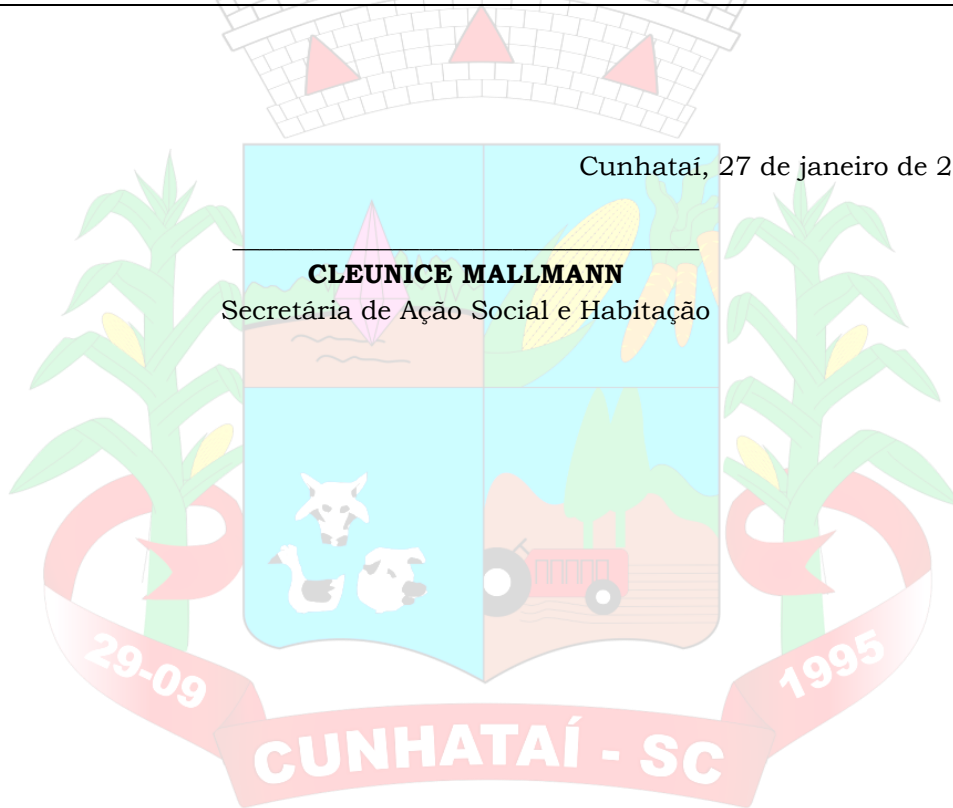 Cunhataí, 27 de janeiro de 2
CLEUNICE MALLMANN
Secretária de Ação Social e Habitação
29-09
1995
CUNHATAÍ - SC